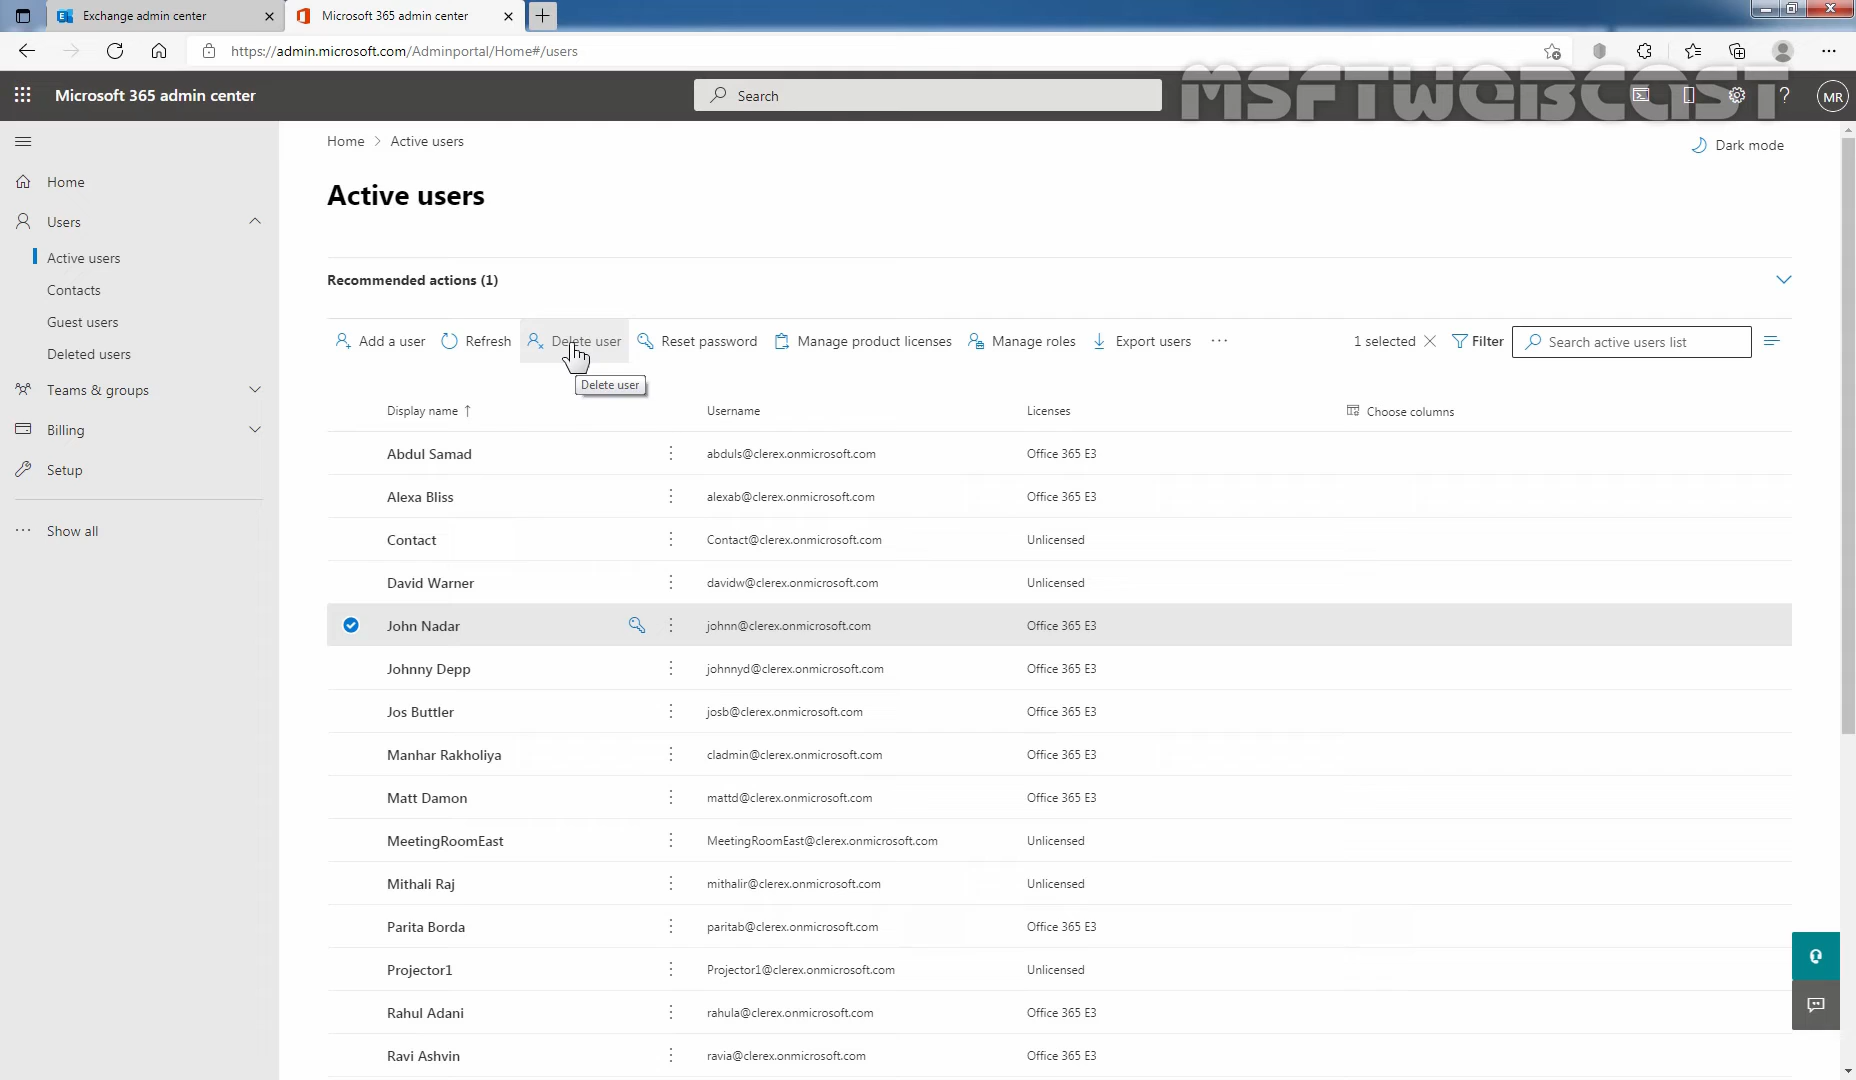 Exchange admin center
Microsoft 365 admin center
https://admin.microsoft.com/Adminportal/Home#/users
Microsoft 365 admin center
Search
MSFTWEBCAST
MR
Home
Users
Active users
Contacts
Guest users
Deleted users
Teams & groups
Billing
Setup
Show all
Home > Active users
Dark mode
Active users
Recommended actions (1)
Add a user Refresh Delete user Reset password Manage product licenses Manage roles Export users 1 selected Filter Search active users list
Delete user
Display name ↑ Username Licenses Choose columns
Abdul Samad abduls@clerex.onmicrosoft.com Office 365 E3
Alexa Bliss alexab@clerex.onmicrosoft.com Office 365 E3
Contact Contact@clerex.onmicrosoft.com Unlicensed
David Warner davidw@clerex.onmicrosoft.com Unlicensed
John Nadar johnn@clerex.onmicrosoft.com Office 365 E3
Johnny Depp johnnyd@clerex.onmicrosoft.com Office 365 E3
Jos Buttler josb@clerex.onmicrosoft.com Office 365 E3
Manhar Rakholiya cladmin@clerex.onmicrosoft.com Office 365 E3
Matt Damon mattd@clerex.onmicrosoft.com Office 365 E3
MeetingRoomEast MeetingRoomEast@clerex.onmicrosoft.com Unlicensed
Mithali Raj mithalir@clerex.onmicrosoft.com Unlicensed
Parita Borda paritab@clerex.onmicrosoft.com Office 365 E3
Projector1 Projector1@clerex.onmicrosoft.com Unlicensed
Rahul Adani rahula@clerex.onmicrosoft.com Office 365 E3
Ravi Ashvin ravia@clerex.onmicrosoft.com Office 365 E3